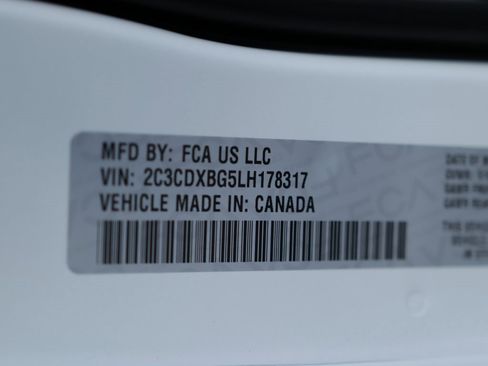 MFD BY: FCA US LLC
VIN: 2C3CDXBG5LH178317
VEHICLE MADE IN: CANADA